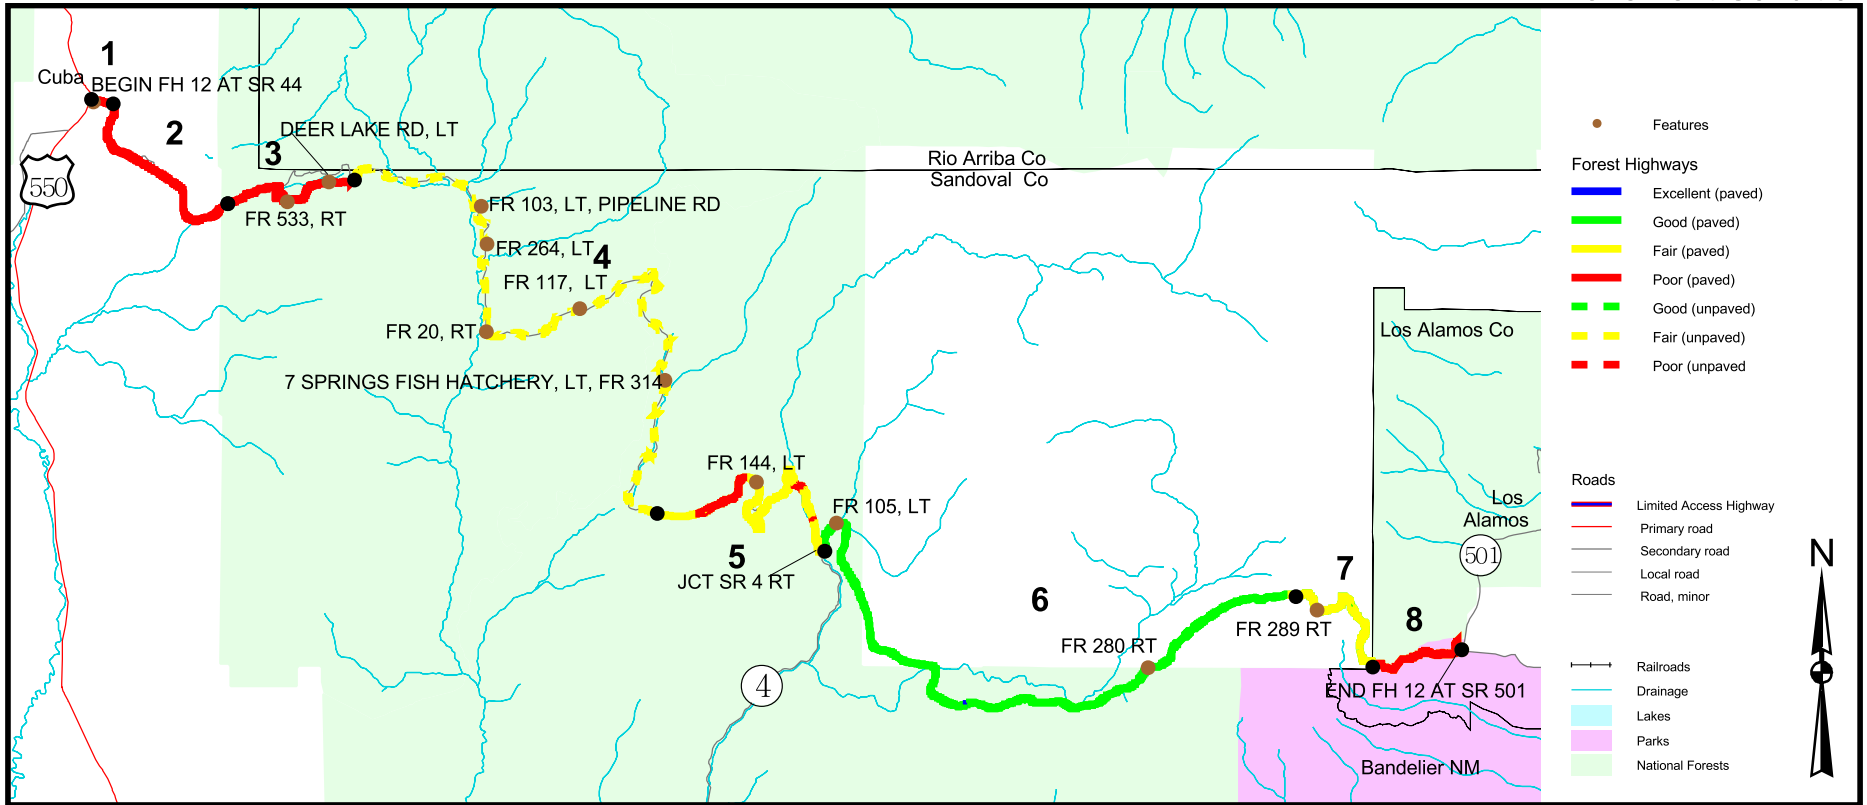 1
Cuba
BEGIN FH 12 AT SR 44
2
DEER LAKE RD, LT
3
550
FR 533, RT
Rio Arriba Co
Sandoval Co
FR 103, LT, PIPELINE RD
FR 264, LT
4
FR 117, LT
FR 20, RT
7 SPRINGS FISH HATCHERY, LT, FR 314
FR 144, LT
FR 105, LT
5
JCT SR 4 RT
4
6
FR 280 RT
FR 289 RT
7
8
Los Alamos Co
Los
Alamos
501
END FH 12 AT SR 501
Bandelier NM
Features
Forest Highways
Excellent (paved)
Good (paved)
Fair (paved)
Poor (paved)
Good (unpaved)
Fair (unpaved)
Poor (unpaved
Roads
Limited Access Highway
Primary road
Secondary road
Local road
Road, minor
Railroads
Drainage
Lakes
Parks
National Forests
N